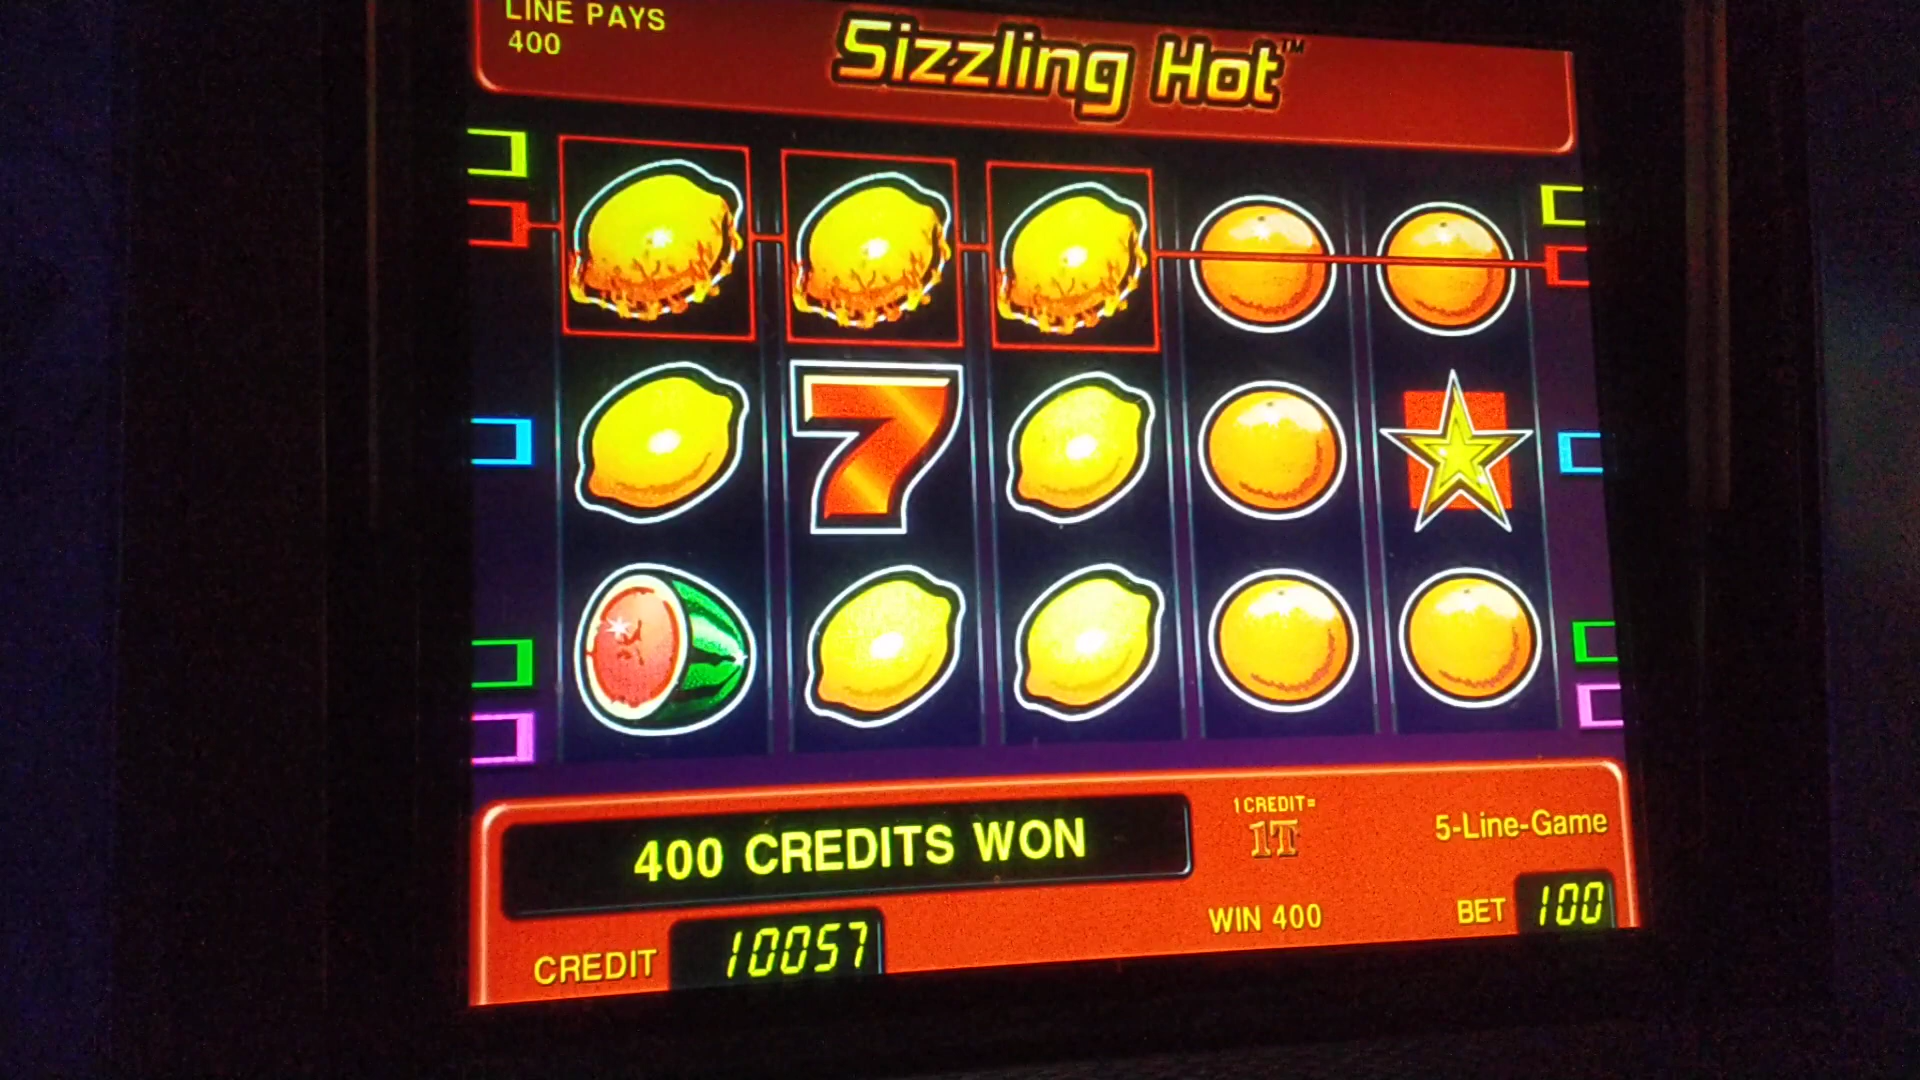 LINE PAYS
400
Sizzling Hot™
7
400 CREDITS WON
1 CREDIT=
1T
5-Line-Game
CREDIT 10057
WIN 400
BET 100